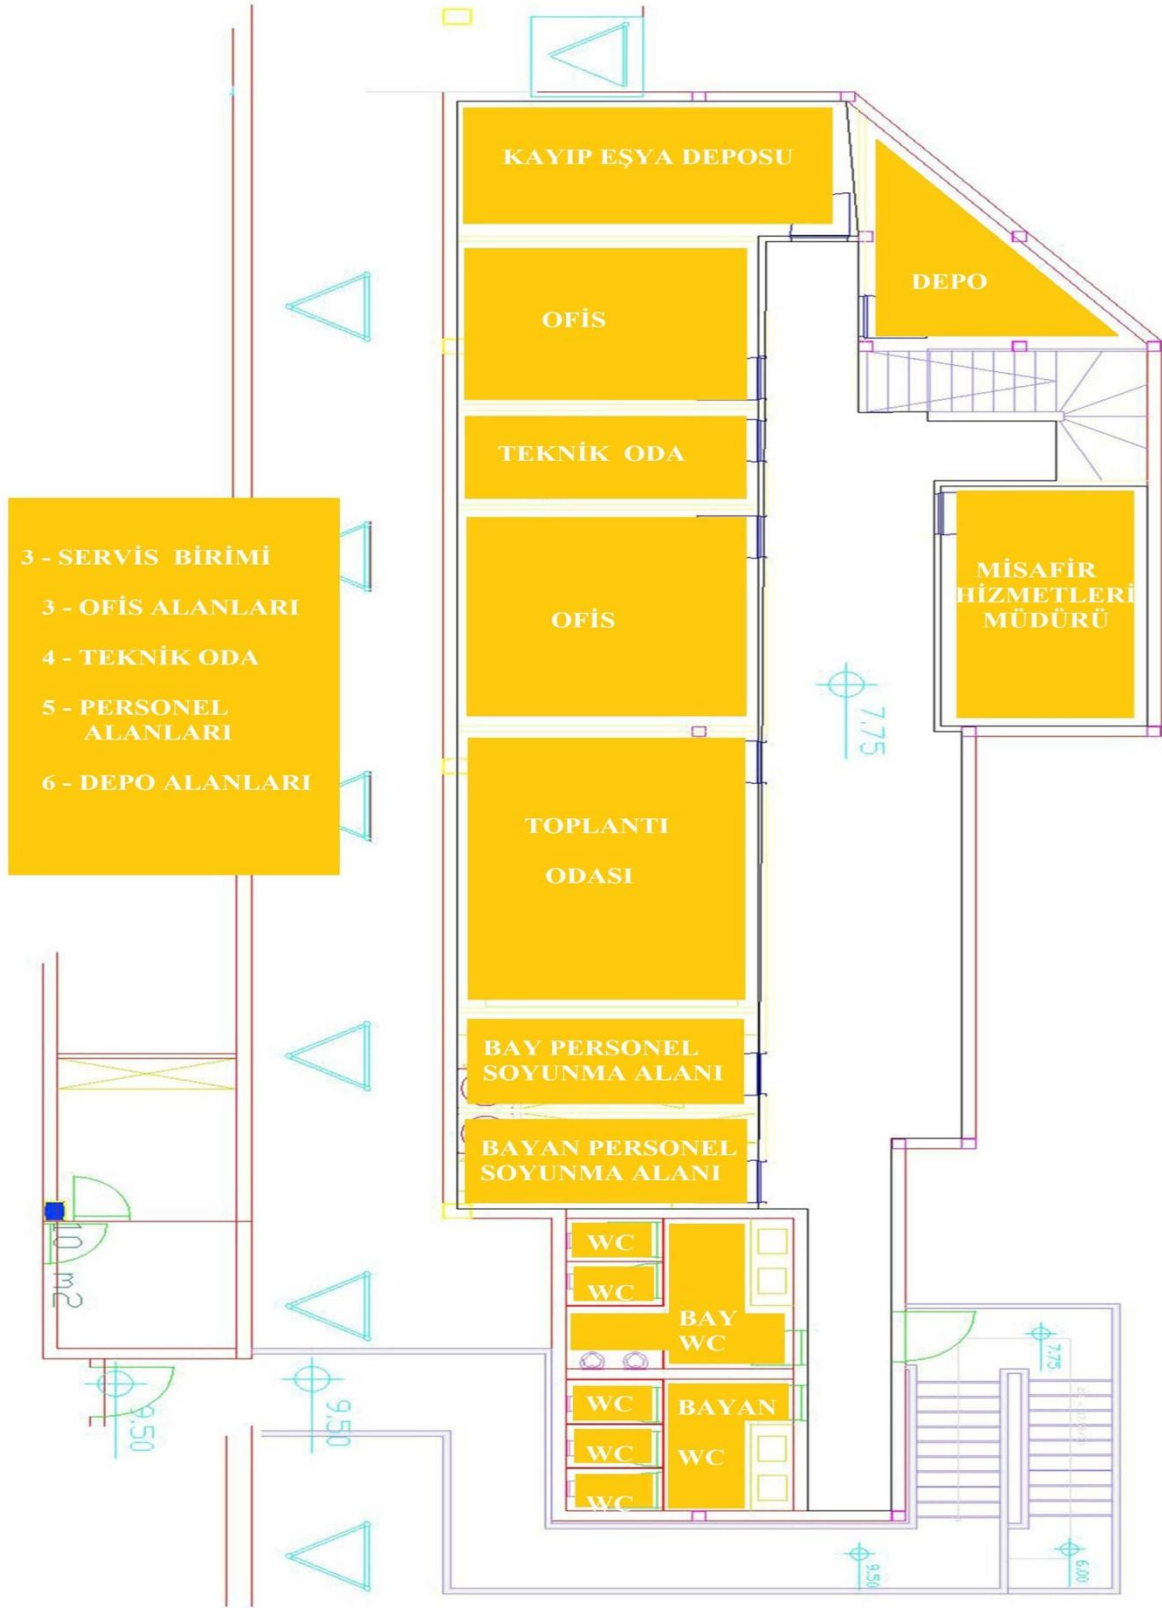 KAYIP EŞYA DEPOSU
DEPO
OFİS
TEKNİK ODA
3 - SERVİS BİRİMİ
3 - OFİS ALANLARI
4 - TEKNİK ODA
5 - PERSONEL
ALANLARI
6 - DEPO ALANLARI
OFİS
MİSAFİR
HİZMETLERİ
MÜDÜRÜ
7.75
TOPLANTI
ODASI
BAY PERSONEL
SOYUNMA ALANI
BAYAN PERSONEL
SOYUNMA ALANI
10 m2
WC
WC
BAY
WC
7.75
9.50
9.50
WC
BAYAN
WC
WC
WC
9.50
6.00